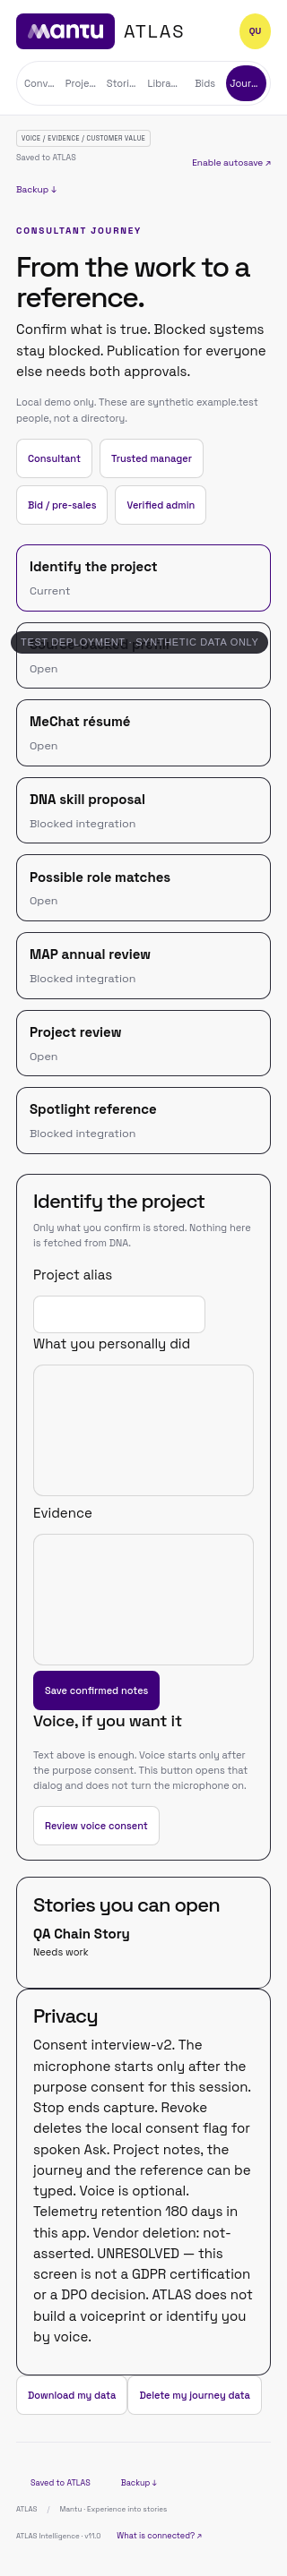 mantu ATLAS QU
Conv... Proje... Stori... Libra... Bids Jour...
VOICE / EVIDENCE / CUSTOMER VALUE
Saved to ATLAS
Enable autosave ↗
Backup ↓
CONSULTANT JOURNEY
From the work to a
reference.
Confirm what is true. Blocked systems
stay blocked. Publication for everyone
else needs both approvals.
Local demo only. These are synthetic example.test
people, not a directory.
Consultant Trusted manager
Bid / pre-sales Verified admin
Identify the project
Current
TEST DEPLOYMENT · SYNTHETIC DATA ONLY
Open
MeChat résumé
Open
DNA skill proposal
Blocked integration
Possible role matches
Open
MAP annual review
Blocked integration
Project review
Open
Spotlight reference
Blocked integration
Identify the project
Only what you confirm is stored. Nothing here
is fetched from DNA.
Project alias
What you personally did
Evidence
Save confirmed notes
Voice, if you want it
Text above is enough. Voice starts only after
the purpose consent. This button opens that
dialog and does not turn the microphone on.
Review voice consent
Stories you can open
QA Chain Story
Needs work
Privacy
Consent interview-v2. The
microphone starts only after the
purpose consent for this session.
Stop ends capture. Revoke
deletes the local consent flag for
spoken Ask. Project notes, the
journey and the reference can be
typed. Voice is optional.
Telemetry retention 180 days in
this app. Vendor deletion: not-
asserted. UNRESOLVED — this
screen is not a GDPR certification
or a DPO decision. ATLAS does not
build a voiceprint or identify you
by voice.
Download my data Delete my journey data
Saved to ATLAS Backup ↓
ATLAS / Mantu · Experience into stories
ATLAS Intelligence · v11.0 What is connected? ↗